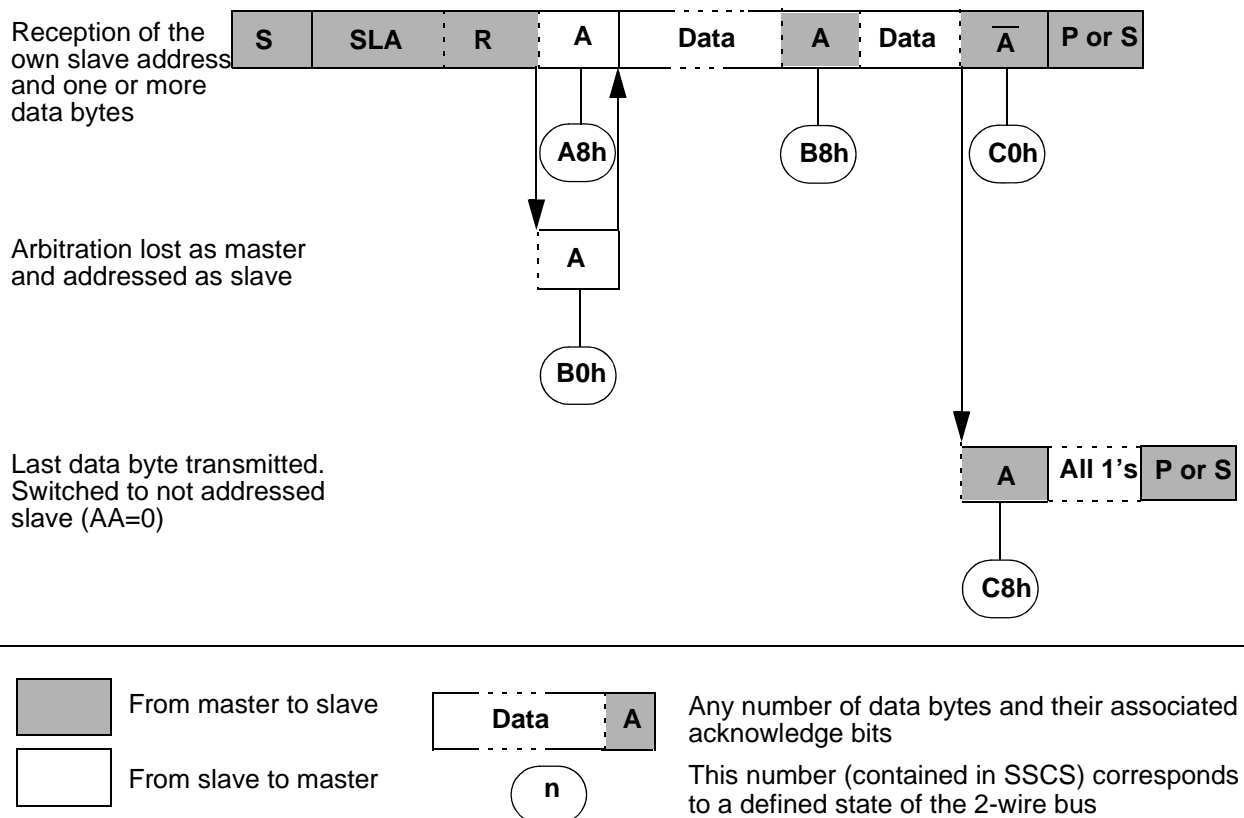 Reception of the
own slave address
and one or more
data bytes
S SLA R A Data A Data A̅ P or S
A8h B8h C0h
Arbitration lost as master
and addressed as slave
A
B0h
Last data byte transmitted.
Switched to not addressed
slave (AA=0)
A All 1's P or S
C8h
From master to slave
From slave to master
Data A
n
Any number of data bytes and their associated
acknowledge bits
This number (contained in SSCS) corresponds
to a defined state of the 2-wire bus